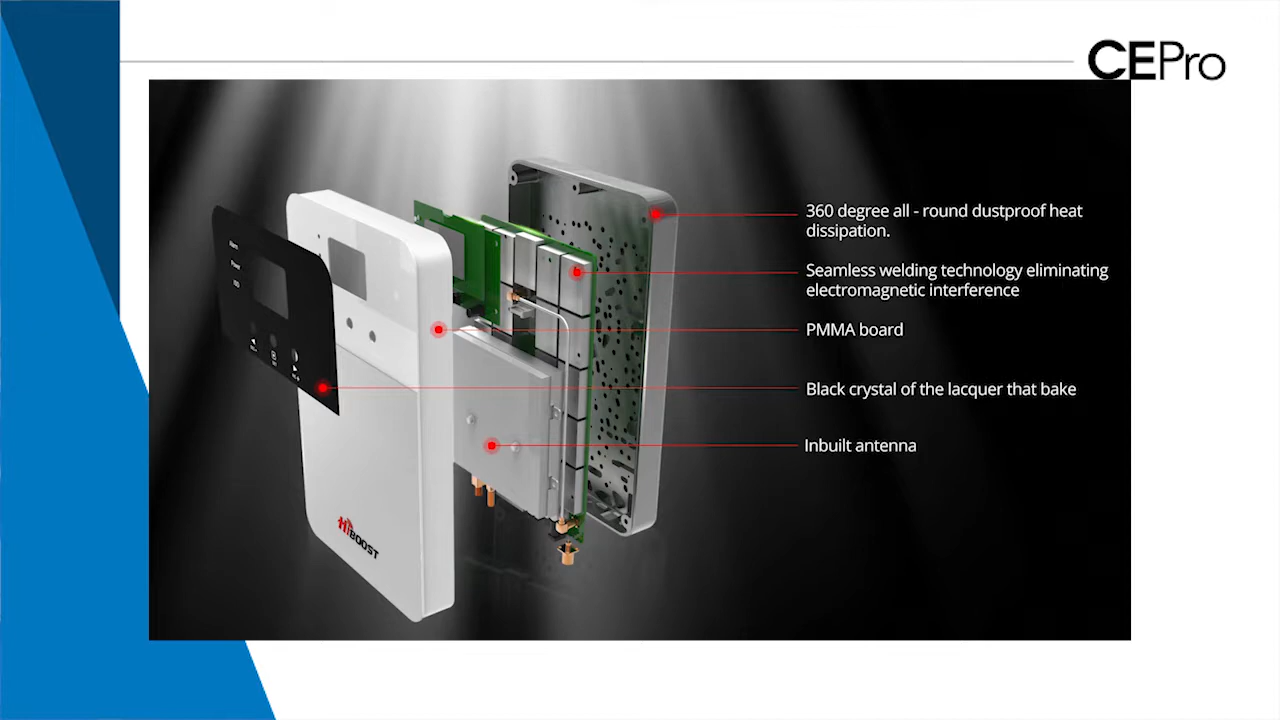 CEPro
360 degree all - round dustproof heat
dissipation.
Seamless welding technology eliminating
electromagnetic interference
PMMA board
Black crystal of the lacquer that bake
Inbuilt antenna
HiBOOST